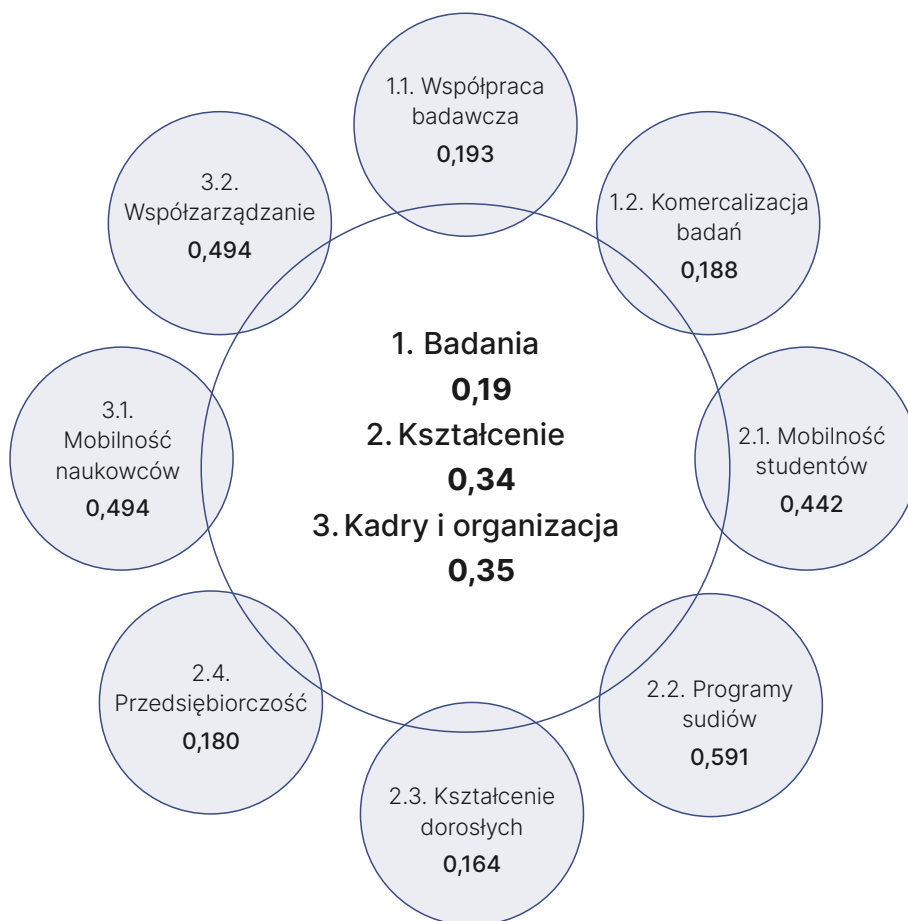 1.1. Współpraca
badawcza
0,193
1.2. Komercalizacja
badań
0,188
2.1. Mobilność
studentów
0,442
2.2. Programy
sudiów
0,591
2.3. Kształcenie
dorosłych
0,164
2.4.
Przedsiębiorczość
0,180
3.1.
Mobilność
naukowców
0,494
3.2.
Współzarządzanie
0,494
1. Badania
0,19
2. Kształcenie
0,34
3. Kadry i organizacja
0,35